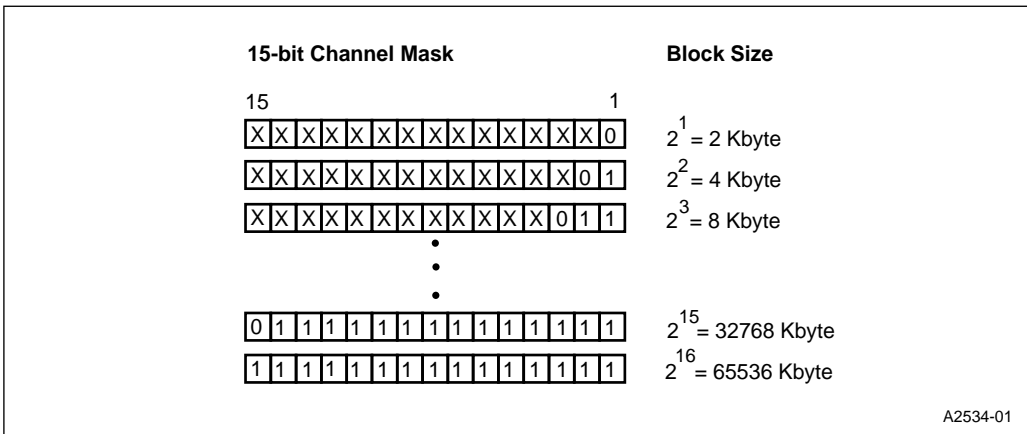 15-bit Channel Mask Block Size
15 1
X X X X X X X X X X X X X X 0 2^1 = 2 Kbyte
X X X X X X X X X X X X X 0 1 2^2 = 4 Kbyte
X X X X X X X X X X X X 0 1 1 2^3 = 8 Kbyte
0 1 1 1 1 1 1 1 1 1 1 1 1 1 1 2^15 = 32768 Kbyte
1 1 1 1 1 1 1 1 1 1 1 1 1 1 1 2^16 = 65536 Kbyte
A2534-01